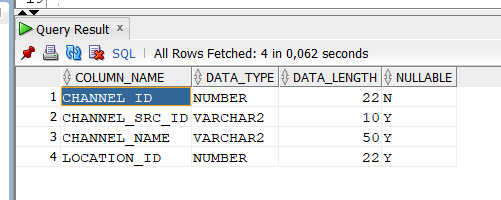 Query Result ×
SQL | All Rows Fetched: 4 in 0,062 seconds
COLUMN_NAME DATA_TYPE DATA_LENGTH NULLABLE
1 CHANNEL_ID NUMBER 22 N
2 CHANNEL_SRC_ID VARCHAR2 10 Y
3 CHANNEL_NAME VARCHAR2 50 Y
4 LOCATION_ID NUMBER 22 Y